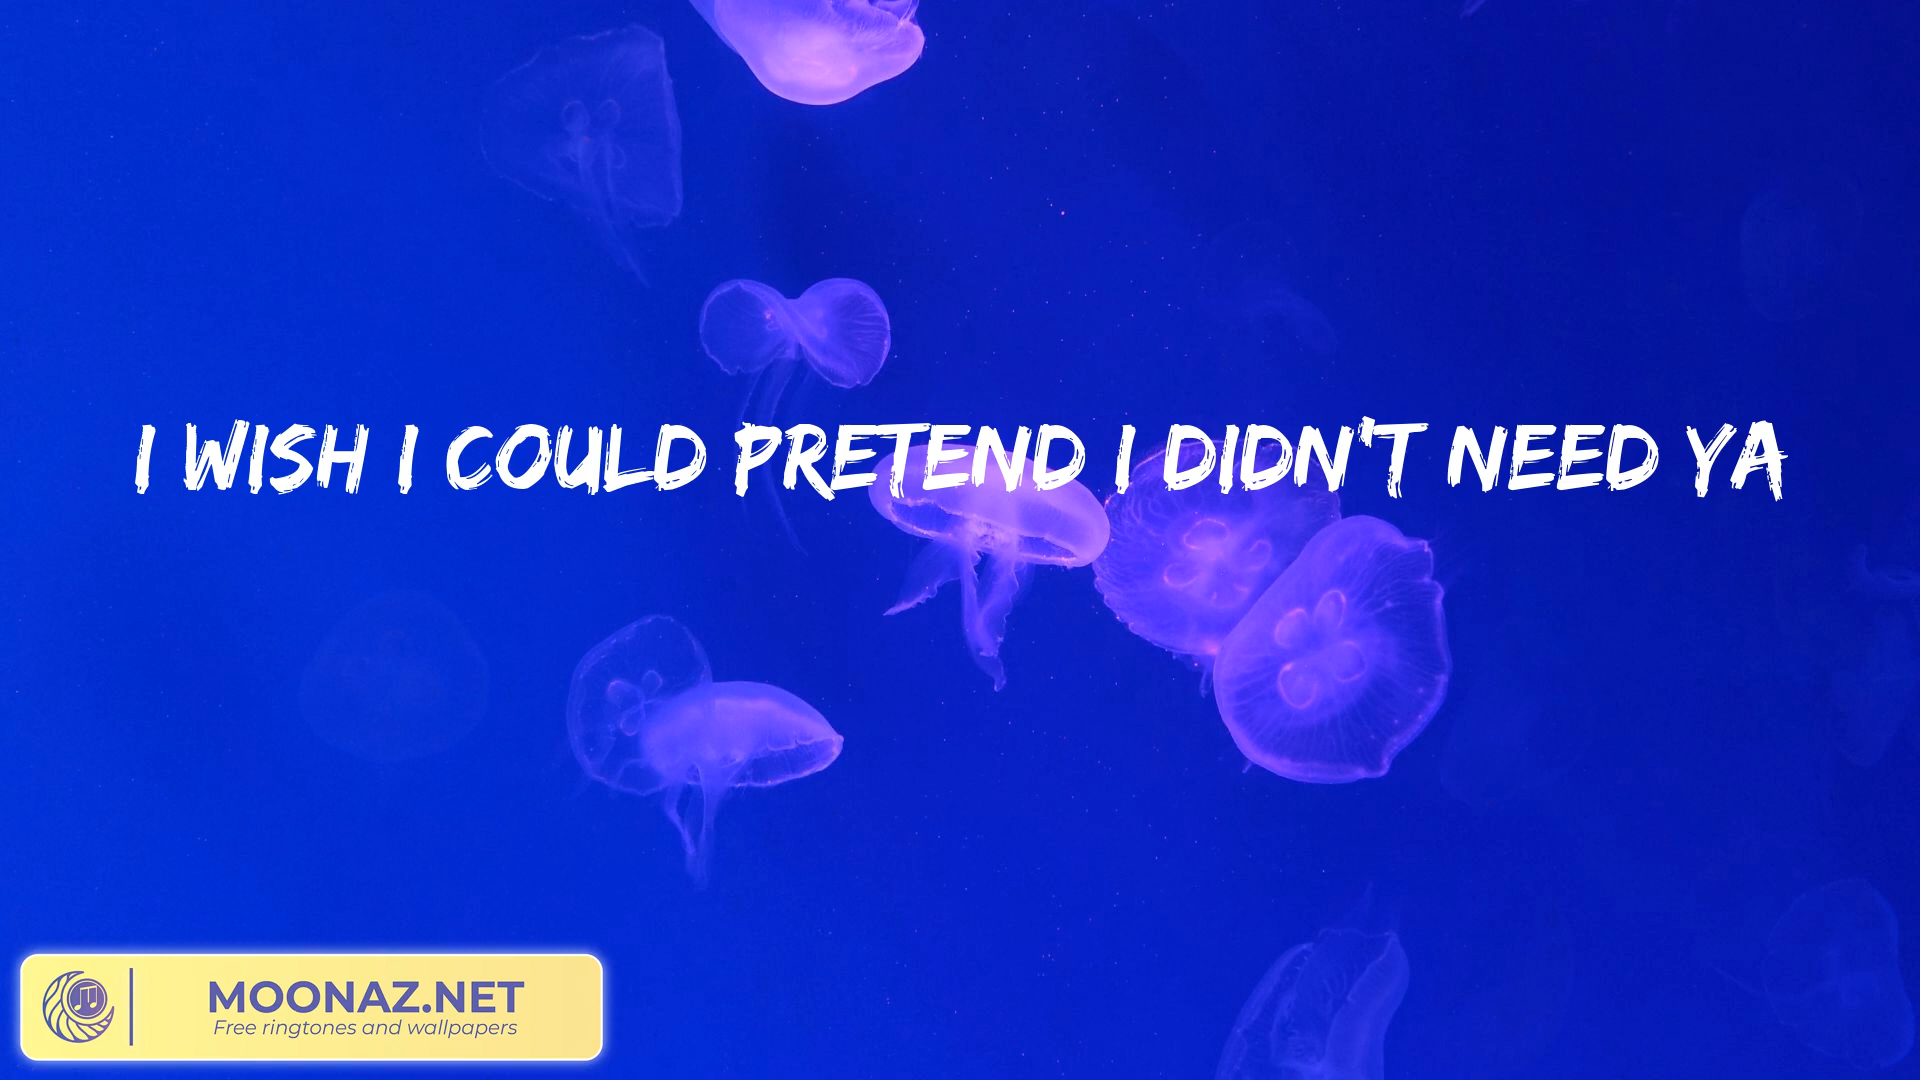 I WISH I COULD PRETEND I DIDN'T NEED YA
MOONAZ.NET
Free ringtones and wallpapers